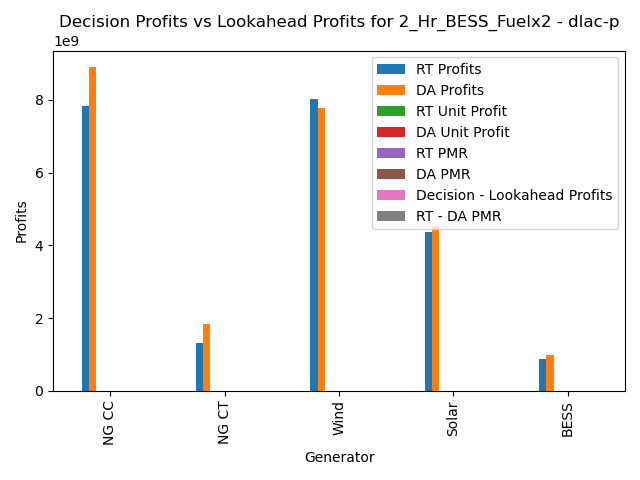 Decision Profits vs Lookahead Profits for 2_Hr_BESS_Fuelx2 - dlac-p
1e9
RT Profits
DA Profits
RT Unit Profit
DA Unit Profit
RT PMR
DA PMR
Decision - Lookahead Profits
RT - DA PMR
Profits
8
6
4
2
0
NG CC
NG CT
Wind
Solar
BESS
Generator